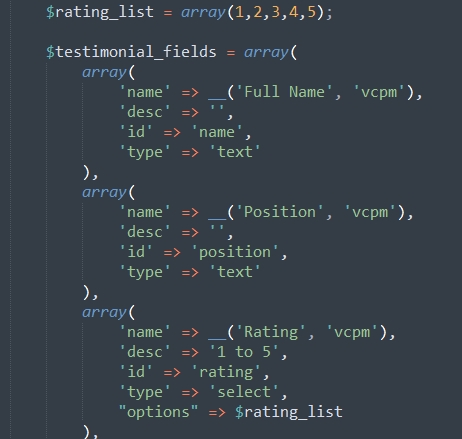 $rating_list = array(1,2,3,4,5);
$testimonial_fields = array(
array(
'name' => __('Full Name', 'vcpm'),
'desc' => '',
'id' => 'name',
'type' => 'text'
),
array(
'name' => __('Position', 'vcpm'),
'desc' => '',
'id' => 'position',
'type' => 'text'
),
array(
'name' => __('Rating', 'vcpm'),
'desc' => '1 to 5',
'id' => 'rating',
'type' => 'select',
"options" => $rating_list
),